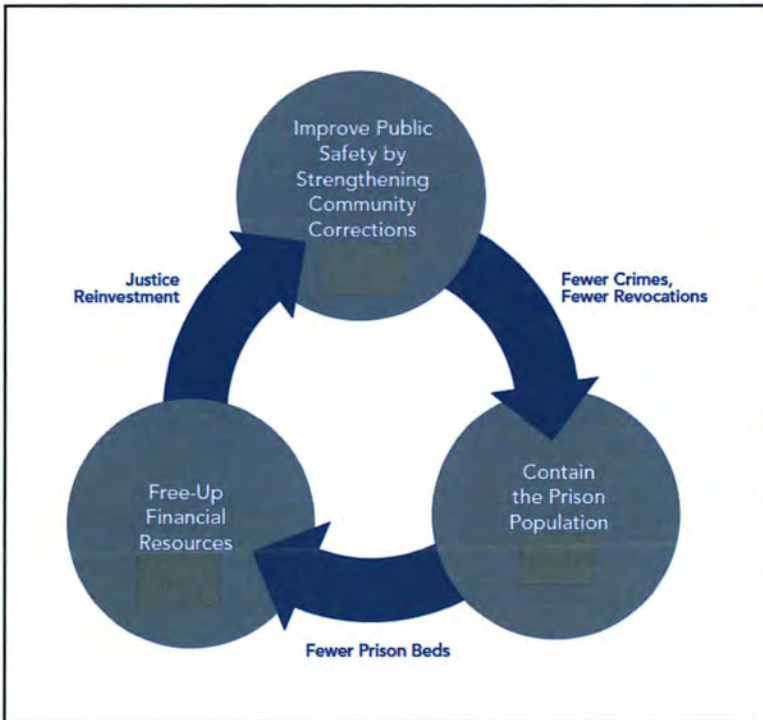 Improve Public
Safety by
Strengthening
Community
Corrections
Justice
Reinvestment
Fewer Crimes,
Fewer Revocations
Free-Up
Financial
Resources
Contain
the Prison
Population
Fewer Prison Beds